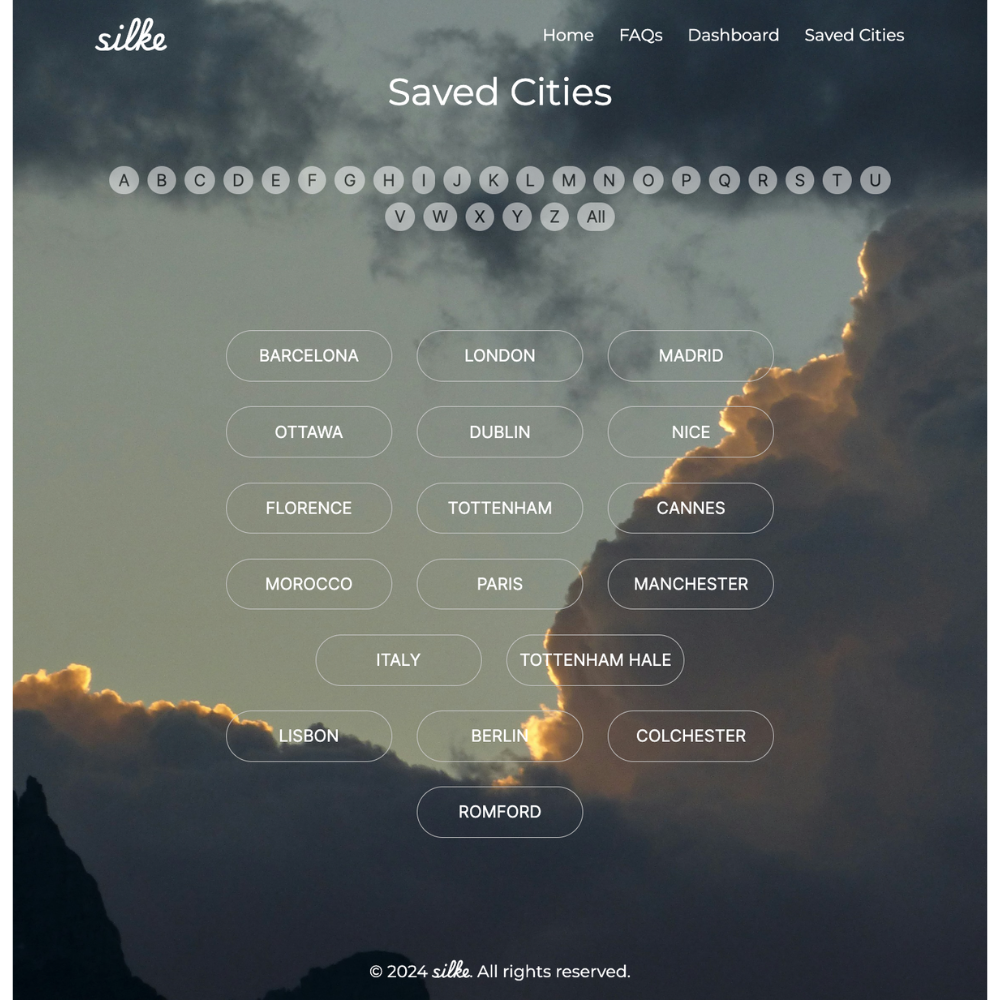 silke Home FAQs Dashboard Saved Cities
Saved Cities
A B C D E F G H I J K L M N O P Q R S T U
V W X Y Z All
BARCELONA LONDON MADRID
OTTAWA DUBLIN NICE
FLORENCE TOTTENHAM CANNES
MOROCCO PARIS MANCHESTER
ITALY TOTTENHAM HALE
LISBON BERLIN COLCHESTER
ROMFORD
© 2024 silke. All rights reserved.